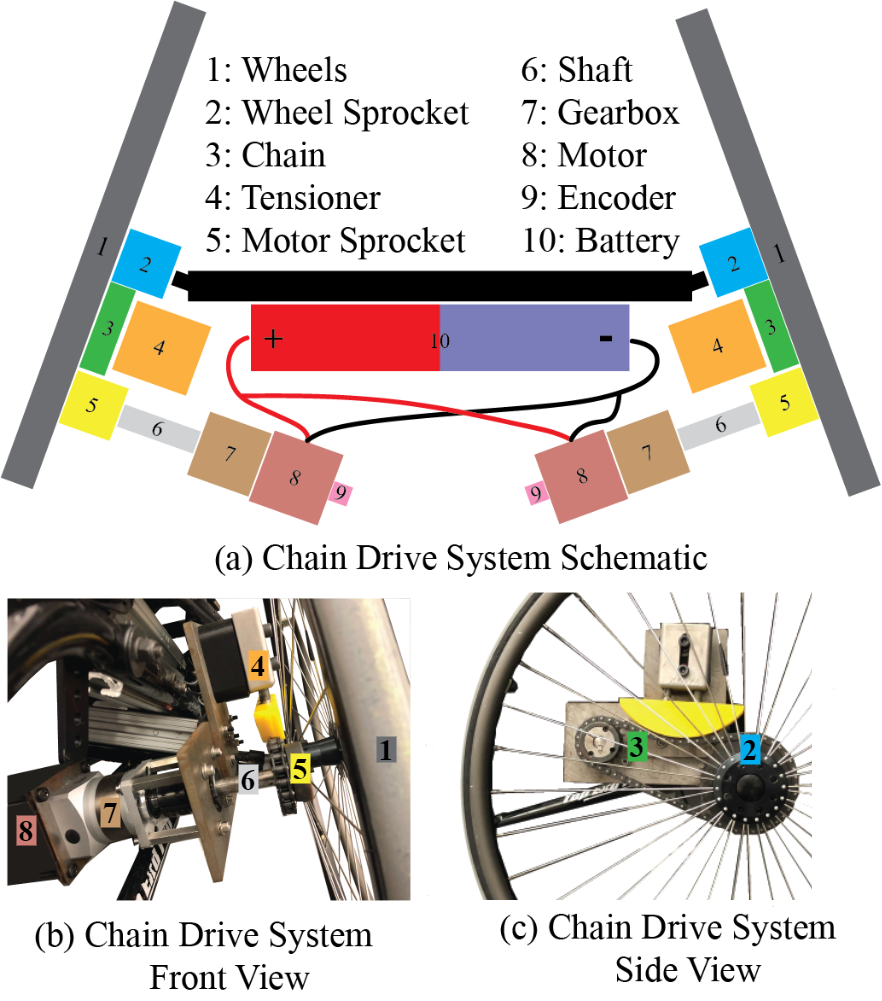 1: Wheels
2: Wheel Sprocket
3: Chain
4: Tensioner
5: Motor Sprocket
6: Shaft
7: Gearbox
8: Motor
9: Encoder
10: Battery
1
2
3
4
5
6
7
8
9
+
10
-
2
1
3
4
5
6
7
8
9
(a) Chain Drive System Schematic
4
1
5
6
7
8
3
2
(b) Chain Drive System
Front View
(c) Chain Drive System
Side View